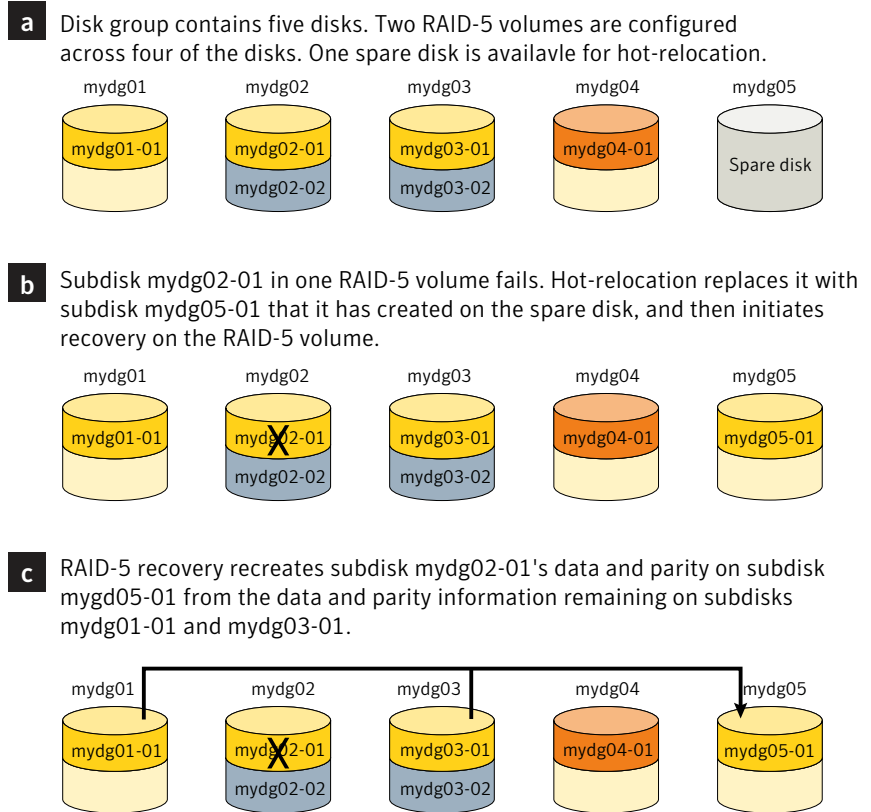 a
Disk group contains five disks. Two RAID-5 volumes are configured
across four of the disks. One spare disk is availavle for hot-relocation.
mydg01 mydg02 mydg03 mydg04 mydg05
mydg01-01 mydg02-01 mydg03-01 mydg04-01 Spare disk
mydg02-02 mydg03-02
b
Subdisk mydg02-01 in one RAID-5 volume fails. Hot-relocation replaces it with
subdisk mydg05-01 that it has created on the spare disk, and then initiates
recovery on the RAID-5 volume.
mydg01 mydg02 mydg03 mydg04 mydg05
mydg01-01 mydg02-01 mydg03-01 mydg04-01 mydg05-01
X
mydg02-02 mydg03-02
c
RAID-5 recovery recreates subdisk mydg02-01's data and parity on subdisk
mygd05-01 from the data and parity information remaining on subdisks
mydg01-01 and mydg03-01.
mydg01 mydg02 mydg03 mydg04 mydg05
mydg01-01 mydg02-01 mydg03-01 mydg04-01 mydg05-01
X
mydg02-02 mydg03-02